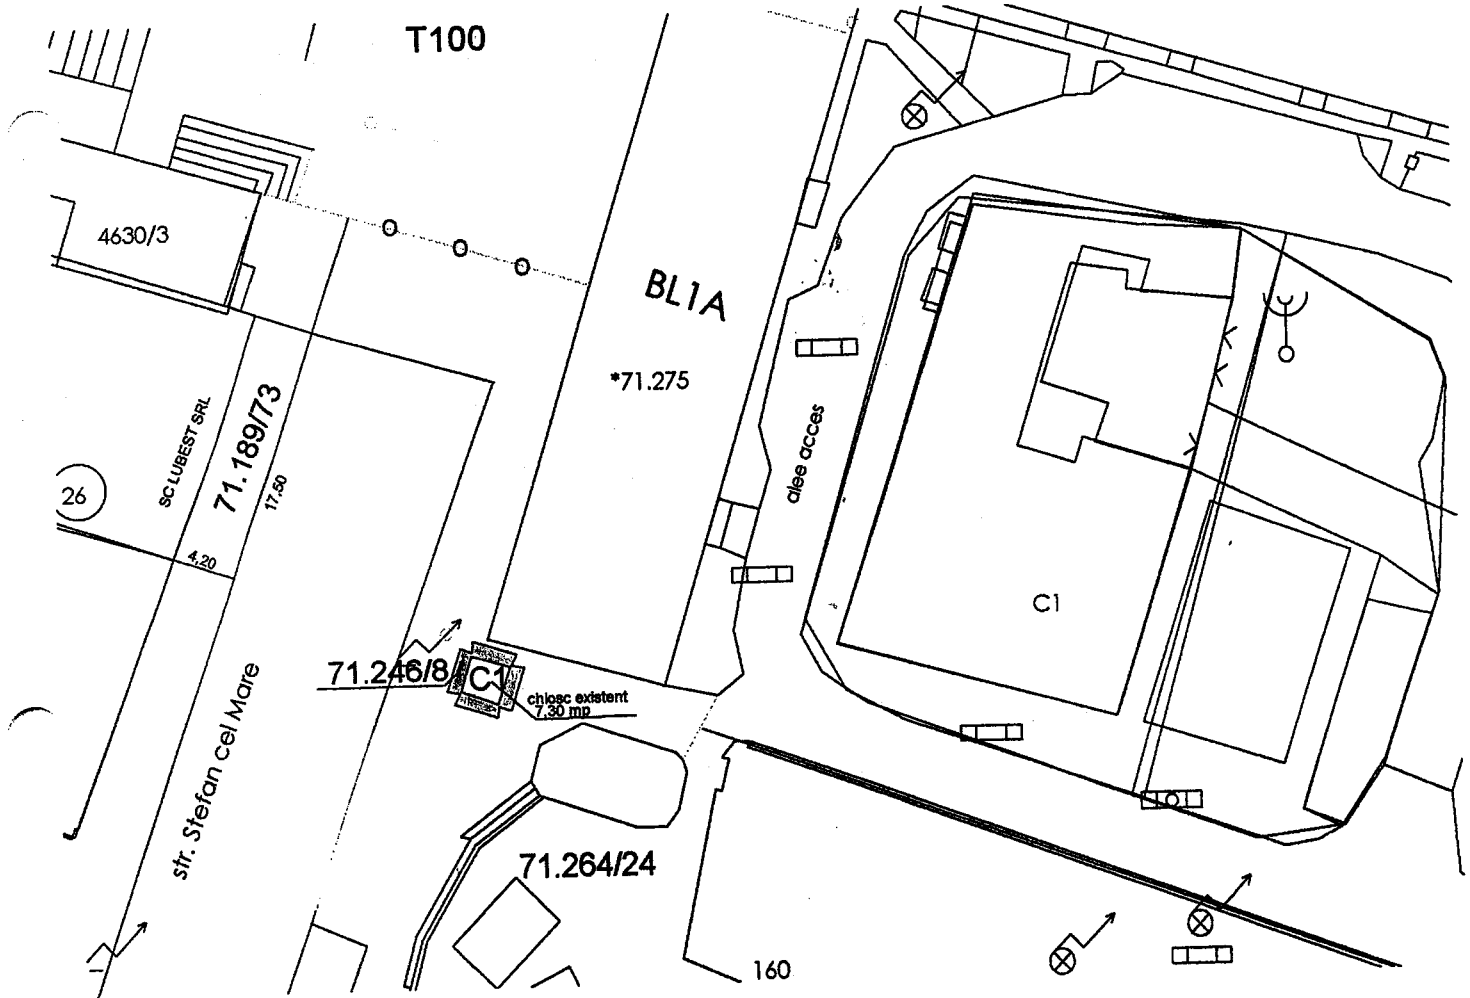 T100
4630/3
BL1A
*71.275
SC LUBEST SRL
71.189/73
17.50
alee acces
26
4,20
C1
71.246/8
C1
chiosc existent
7,30 mp
str. Stefan cel Mare
71.264/24
160